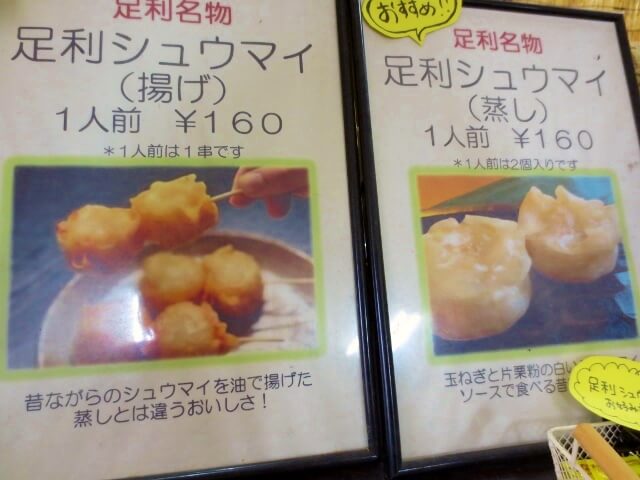 足利名物
足利シュウマイ
(揚げ)
1人前 ¥160
*1人前は1串です
昔ながらのシュウマイを油で揚げた
蒸しとは違うおいしさ!
おすすめ!!
足利名物
足利シュウマイ
(蒸し)
1人前 ¥160
*1人前は2個入りです
玉ねぎと片栗粉の白い
ソースで食べる昔
足利シュウ